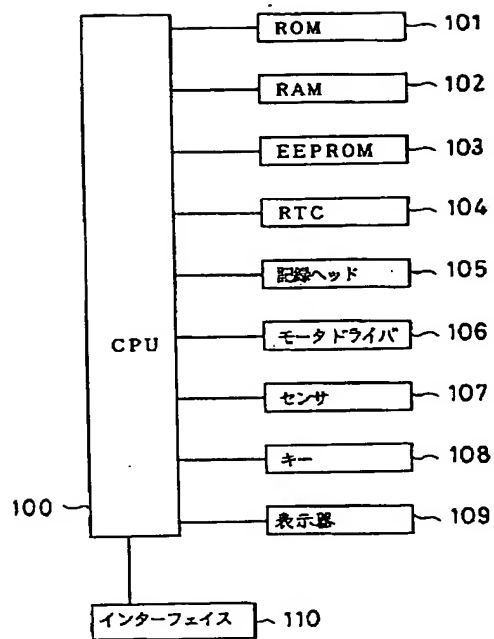 ROM 101
RAM 102
EEPROM 103
RTC 104
記録ヘッド 105
モータドライバ 106
CPU
センサ 107
キー 108
100
表示器 109
インターフェイス 110